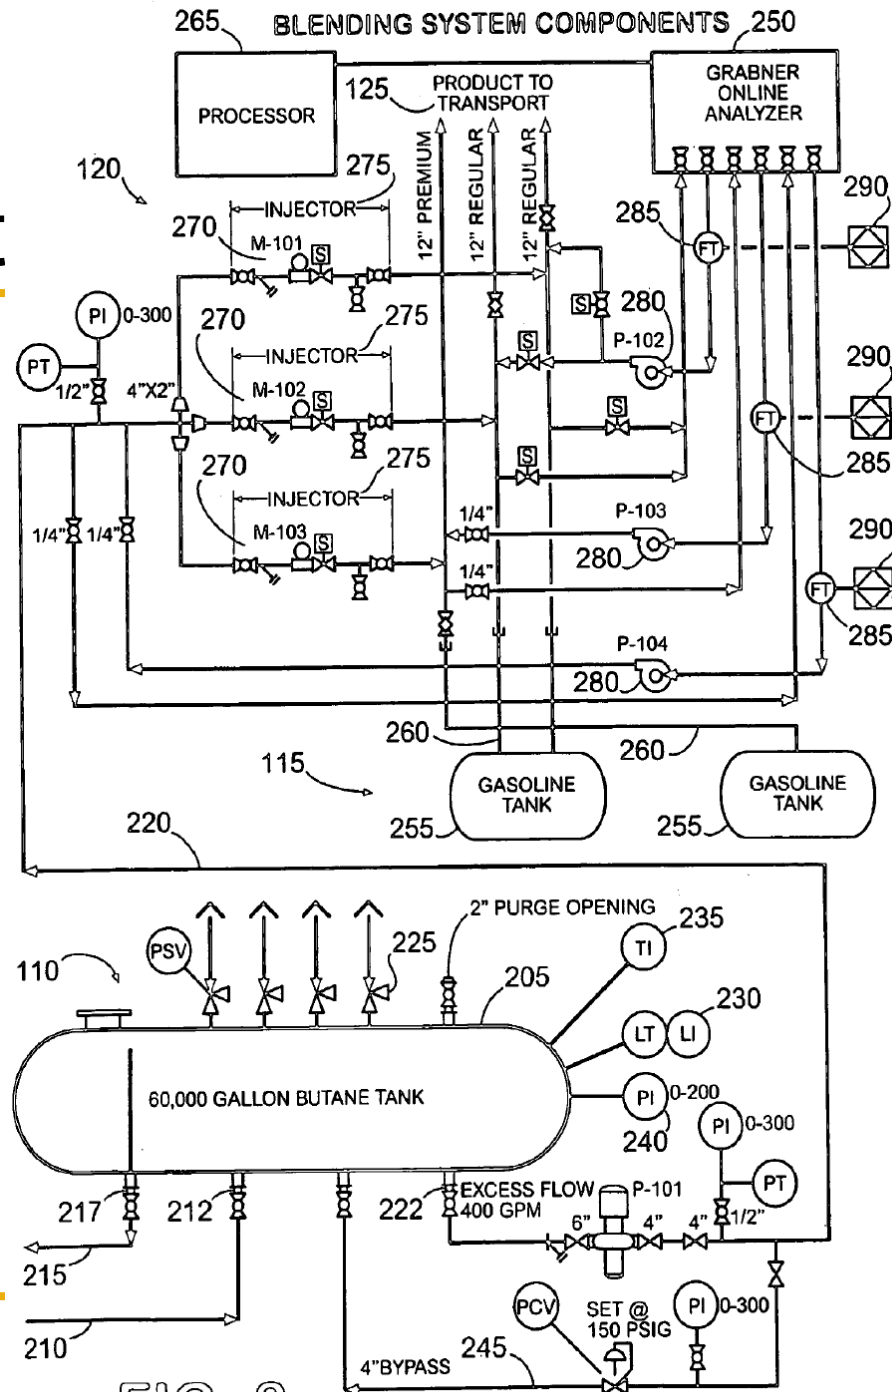 BLENDING SYSTEM COMPONENTS
265
250
PROCESSOR
125
PRODUCT TO
TRANSPORT
GRABNER
ONLINE
ANALYZER
120
275
INJECTOR
270
M-101
S
12" PREMIUM
12" REGULAR
12" REGULAR
285
FT
290
PI
0-300
PT
1/2"
4"X2"
270
275
INJECTOR
M-102
S
S
S
280
P-102
290
S
FT
285
270
275
INJECTOR
M-103
S
S
1/4"
1/4"
1/4"
P-103
280
1/4"
290
FT
285
P-104
280
260
260
115
GASOLINE
TANK
GASOLINE
TANK
255
255
220
2" PURGE OPENING
PSV
225
235
TI
110
205
230
LT
LI
60,000 GALLON BUTANE TANK
PI
0-200
240
PI
0-300
217
212
222
EXCESS FLOW
400 GPM
P-101
PT
6"
4"
4"
1/2"
215
210
PCV
SET @
150 PSIG
PI
0-300
4"BYPASS
245